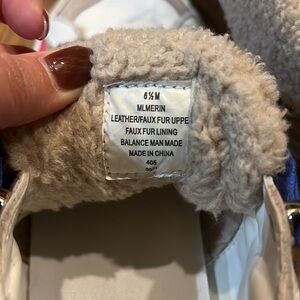 6½M
MLMERIN
LEATHER/FAUX FUR UPPE
FAUX FUR LINING
BALANCE MAN MADE
MADE IN CHINA
405